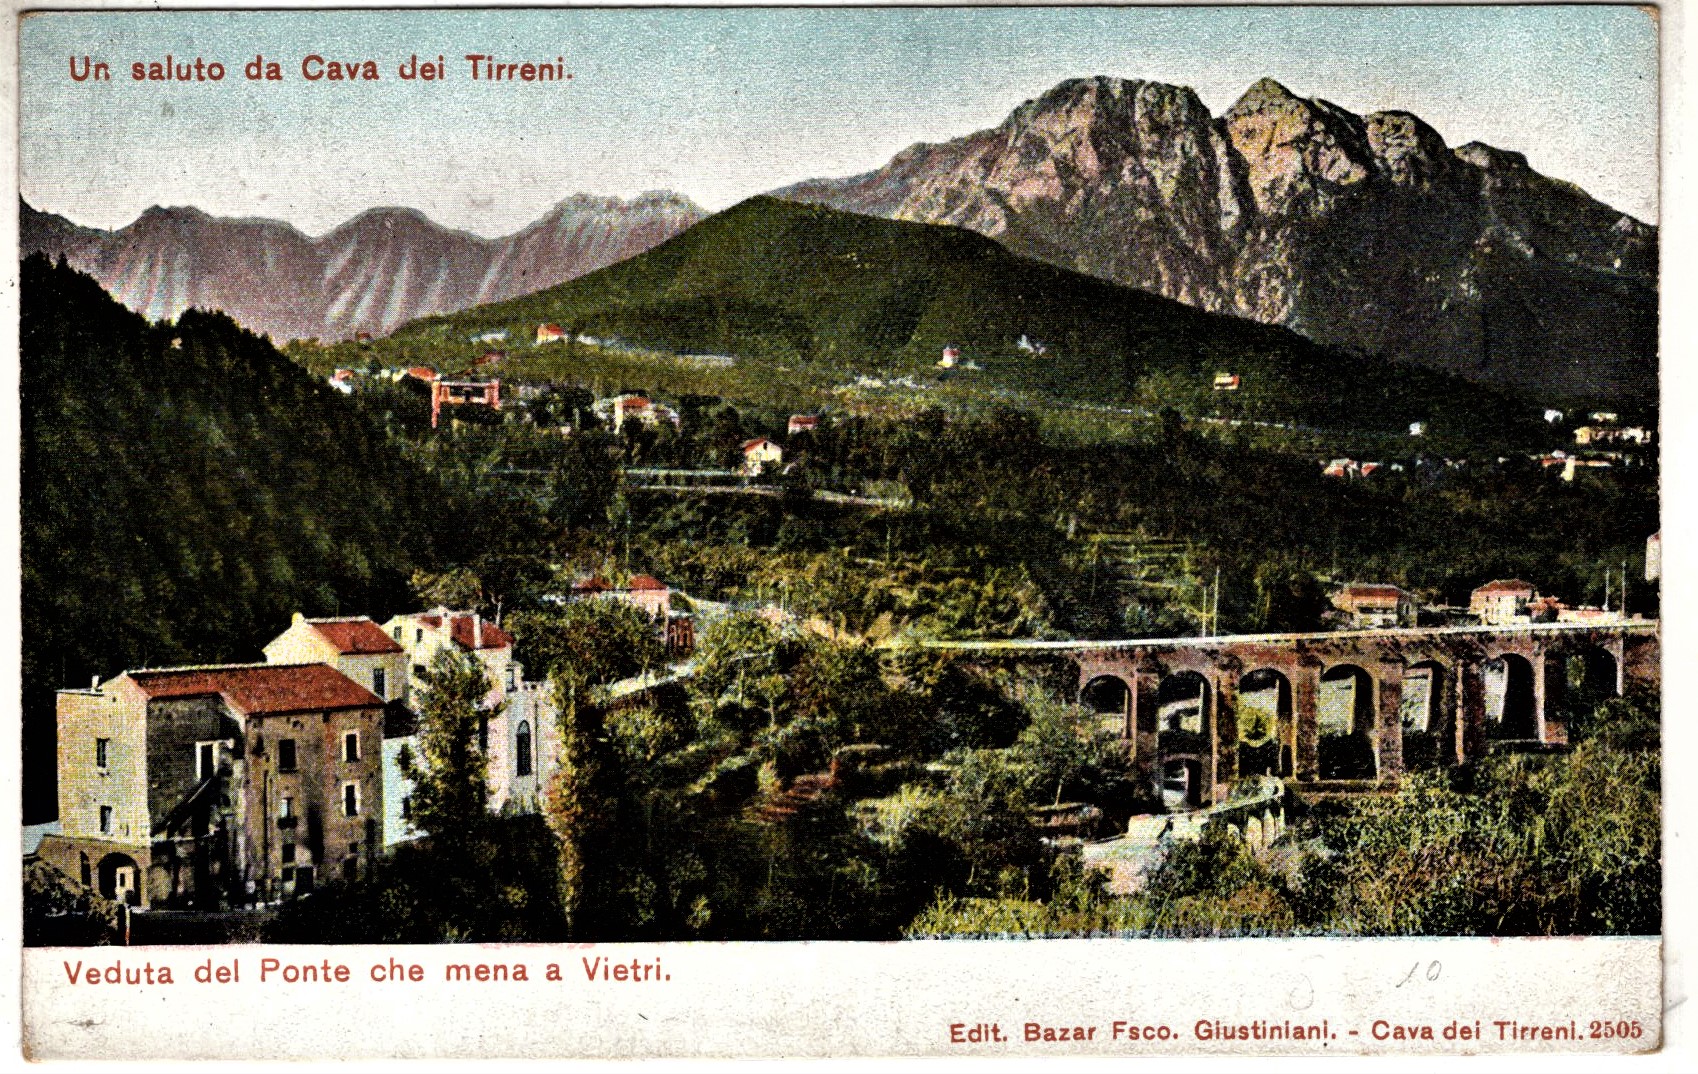 Un saluto da Cava dei Tirreni.
Veduta del Ponte che mena a Vietri.
10
Edit. Bazar Fsco. Giustiniani. - Cava dei Tirreni. 2505